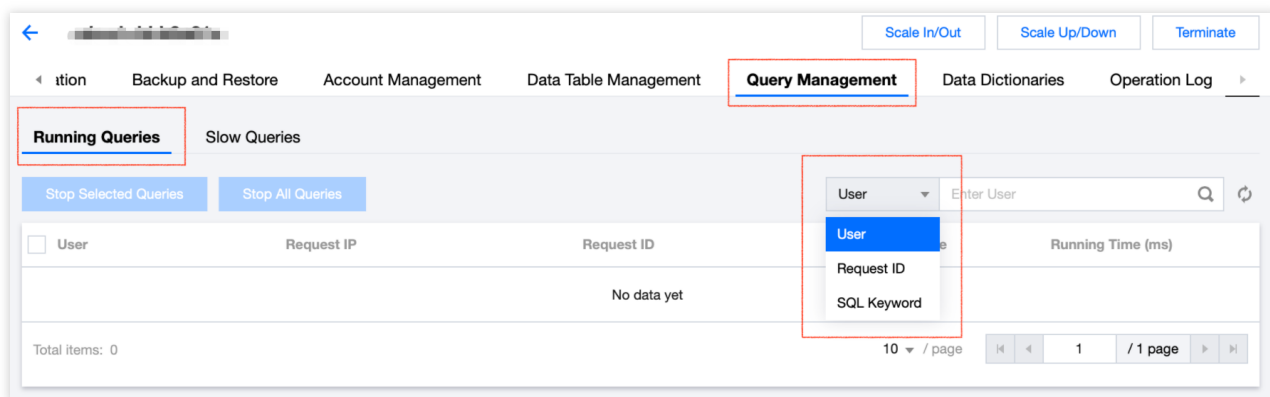 Scale In/Out Scale Up/Down Terminate
ation Backup and Restore Account Management Data Table Management Query Management Data Dictionaries Operation Log
Running Queries Slow Queries
Stop Selected Queries Stop All Queries User Enter User
User Request IP Request ID User e Running Time (ms)
Request ID
No data yet
SQL Keyword
Total items: 0 10 / page 1 / 1 page